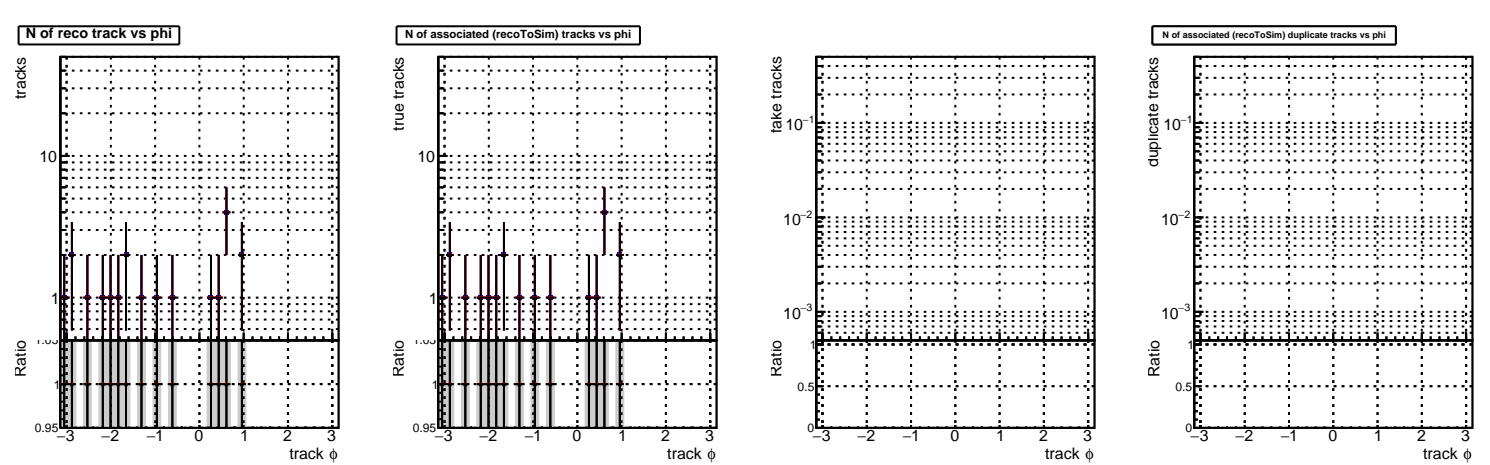 N of reco track vs phi
tracks
10
1
1.05
Ratio
1
0.95
−3 −2 −1 0 1 2 3
track ϕ
N of associated (recoToSim) tracks vs phi
true tracks
10
1
1.05
Ratio
1
0.95
−3 −2 −1 0 1 2 3
track ϕ
fake tracks
10−1
10−2
10−3
Ratio
1
0.5
0
−3 −2 −1 0 1 2 3
track ϕ
N of associated (recoToSim) duplicate tracks vs phi
duplicate tracks
10−1
10−2
10−3
Ratio
1
0.5
0
−3 −2 −1 0 1 2 3
track ϕ